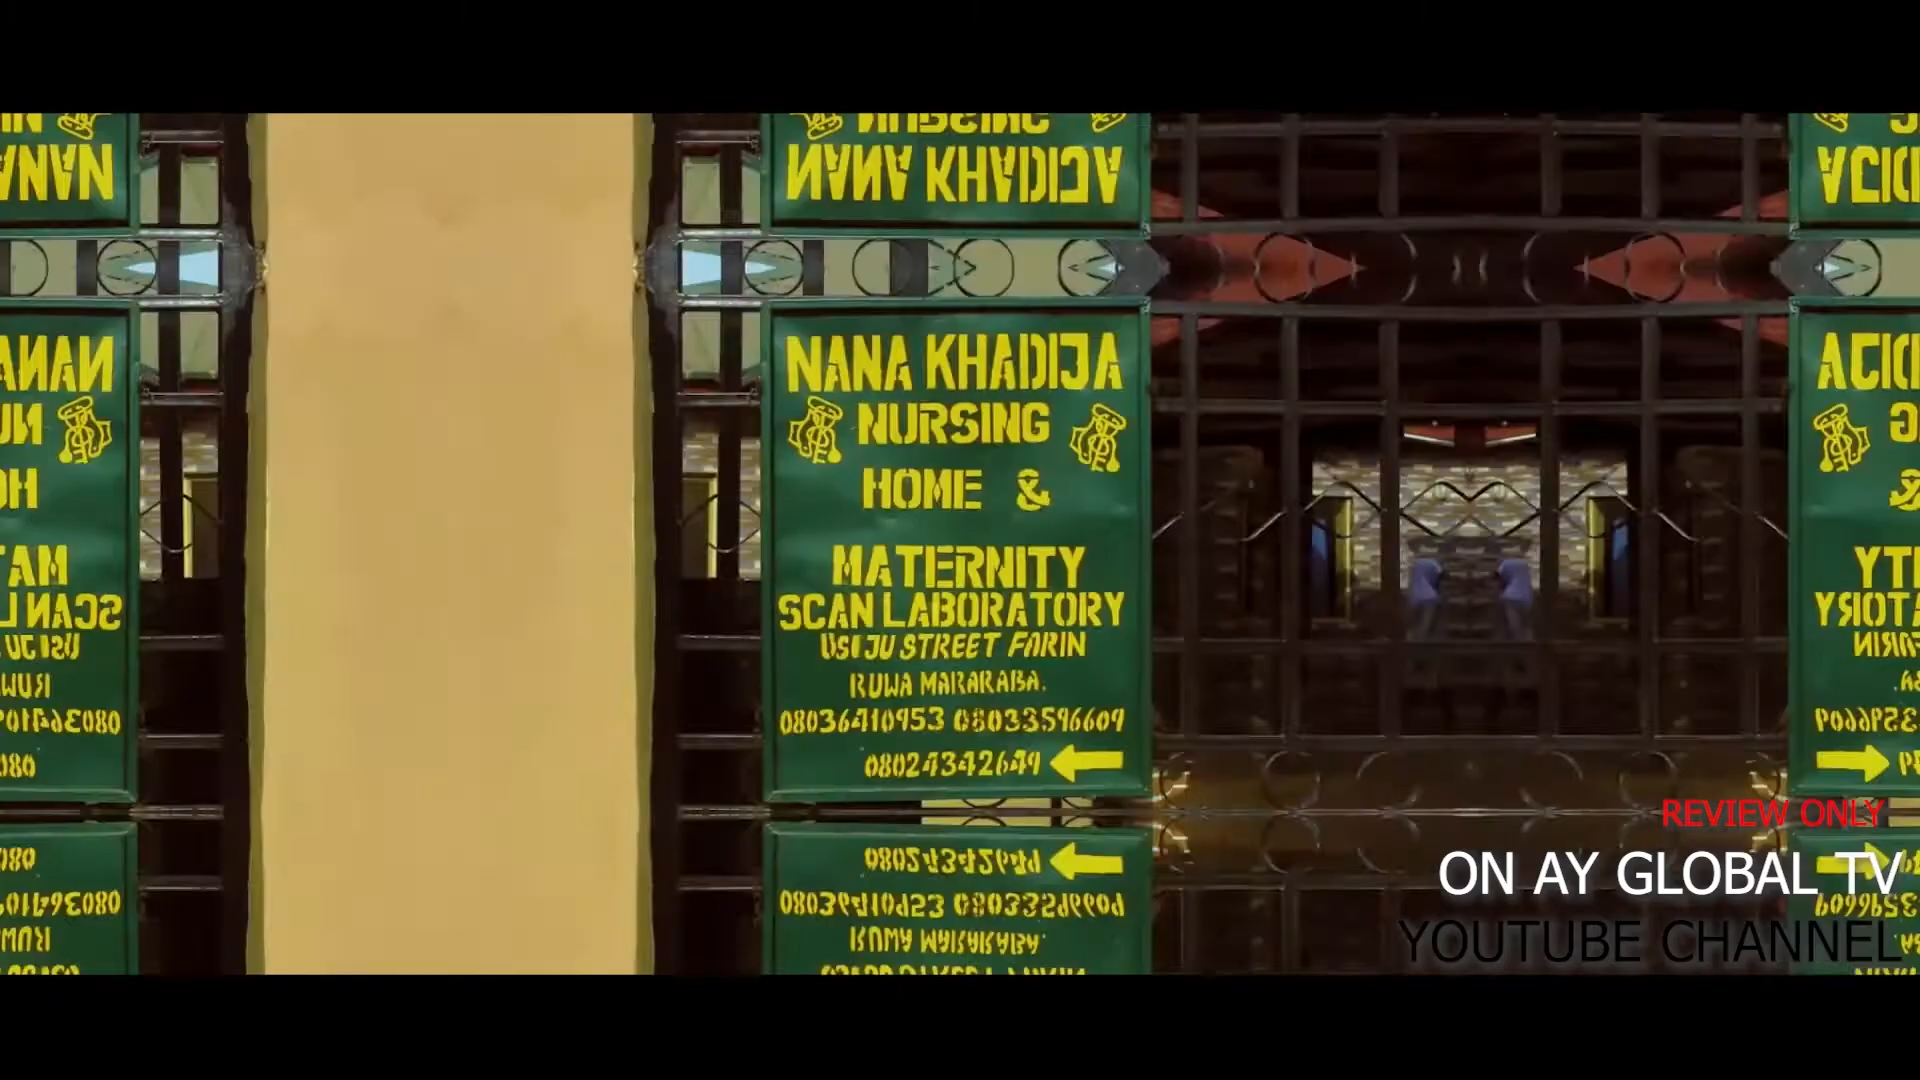 NANA KHADIJA
NURSING
HOME &
MATERNITY
SCAN LABORATORY
USIJU STREET FARIN
RUWA MARARABA.
08036410953 08033596609
08024342649
REVIEW ONLY
ON AY GLOBAL TV
YOUTUBE CHANNEL